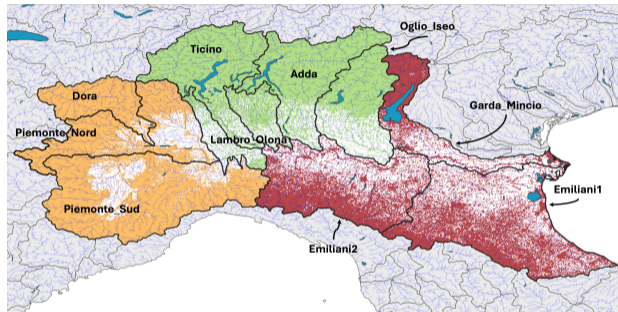 Oglio_Iseo
Ticino
Adda
Dora
Garda_Mincio
Piemonte_Nord
Lambro_Olona
Emiliani1
Piemonte_Sud
Emiliani2